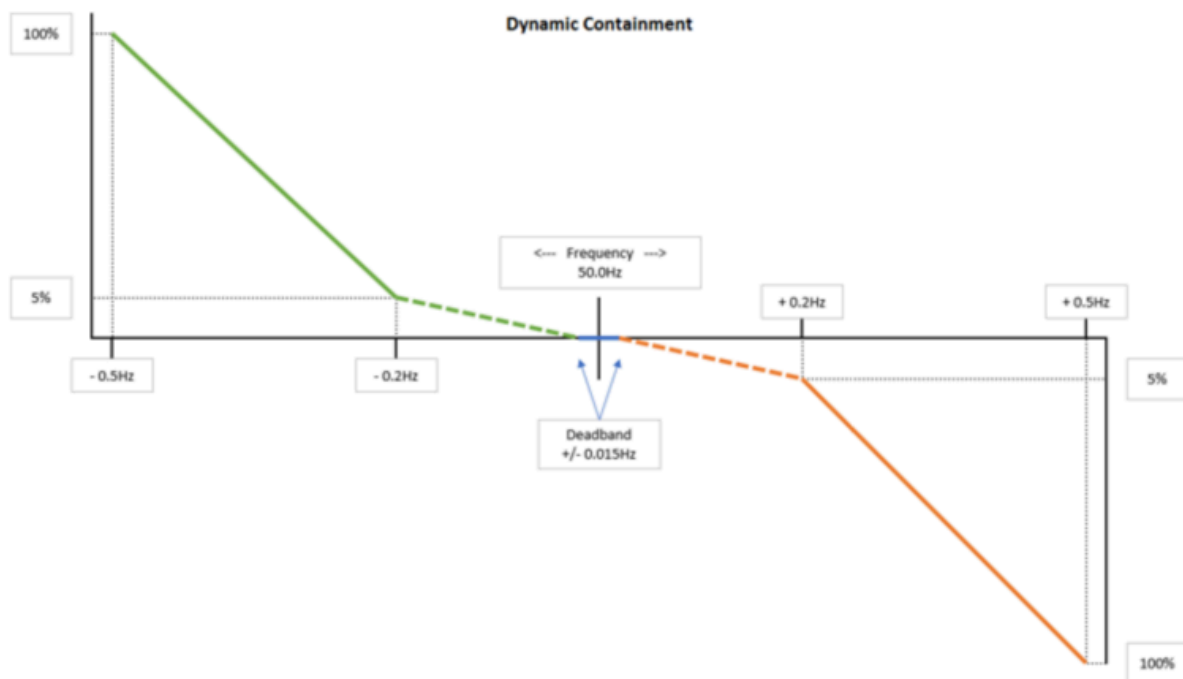 Dynamic Containment
100%
<--- Frequency --->
50.0Hz
5%
+ 0.2Hz
+ 0.5Hz
- 0.5Hz
- 0.2Hz
5%
Deadband
+/- 0.015Hz
100%